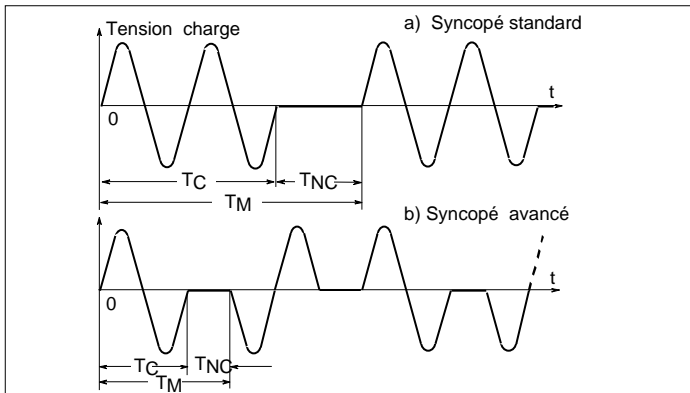 Tension charge
a) Syncopé standard
t
0
TC TNC
TM
b) Syncopé avancé
t
0
TC TNC
TM